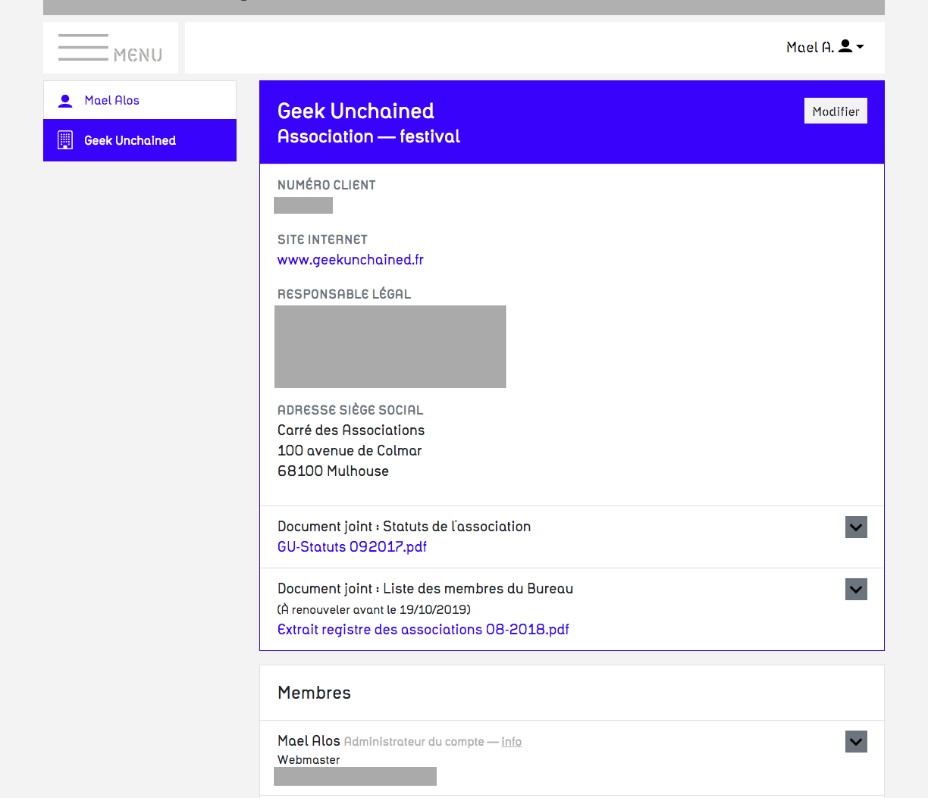 MENU
Mael A.
Mael Alos
Geek Unchained
Geek Unchained
Association — festival
Modifier
NUMÉRO CLIENT
SITE INTERNET
www.geekunchained.fr
RESPONSABLE LÉGAL
ADRESSE SIÈGE SOCIAL
Carré des Associations
100 avenue de Colmar
68100 Mulhouse
Document joint : Statuts de l'association
GU-Statuts 092017.pdf
Document joint : Liste des membres du Bureau
(À renouveler avant le 19/10/2019)
Extrait registre des associations 08-2018.pdf
Membres
Mael Alos Administrateur du compte — info
Webmaster